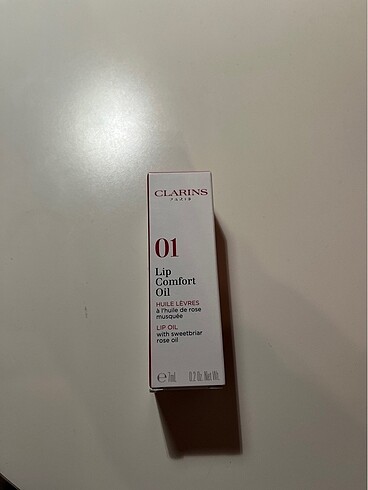 CLARINS
PARIS
01
Lip
Comfort
Oil
HUILE LÈVRES
à l'huile de rose
musquée
LIP OIL
with sweetbriar
rose oil
℮ 7ml 0.2 Oz. Net Wt.